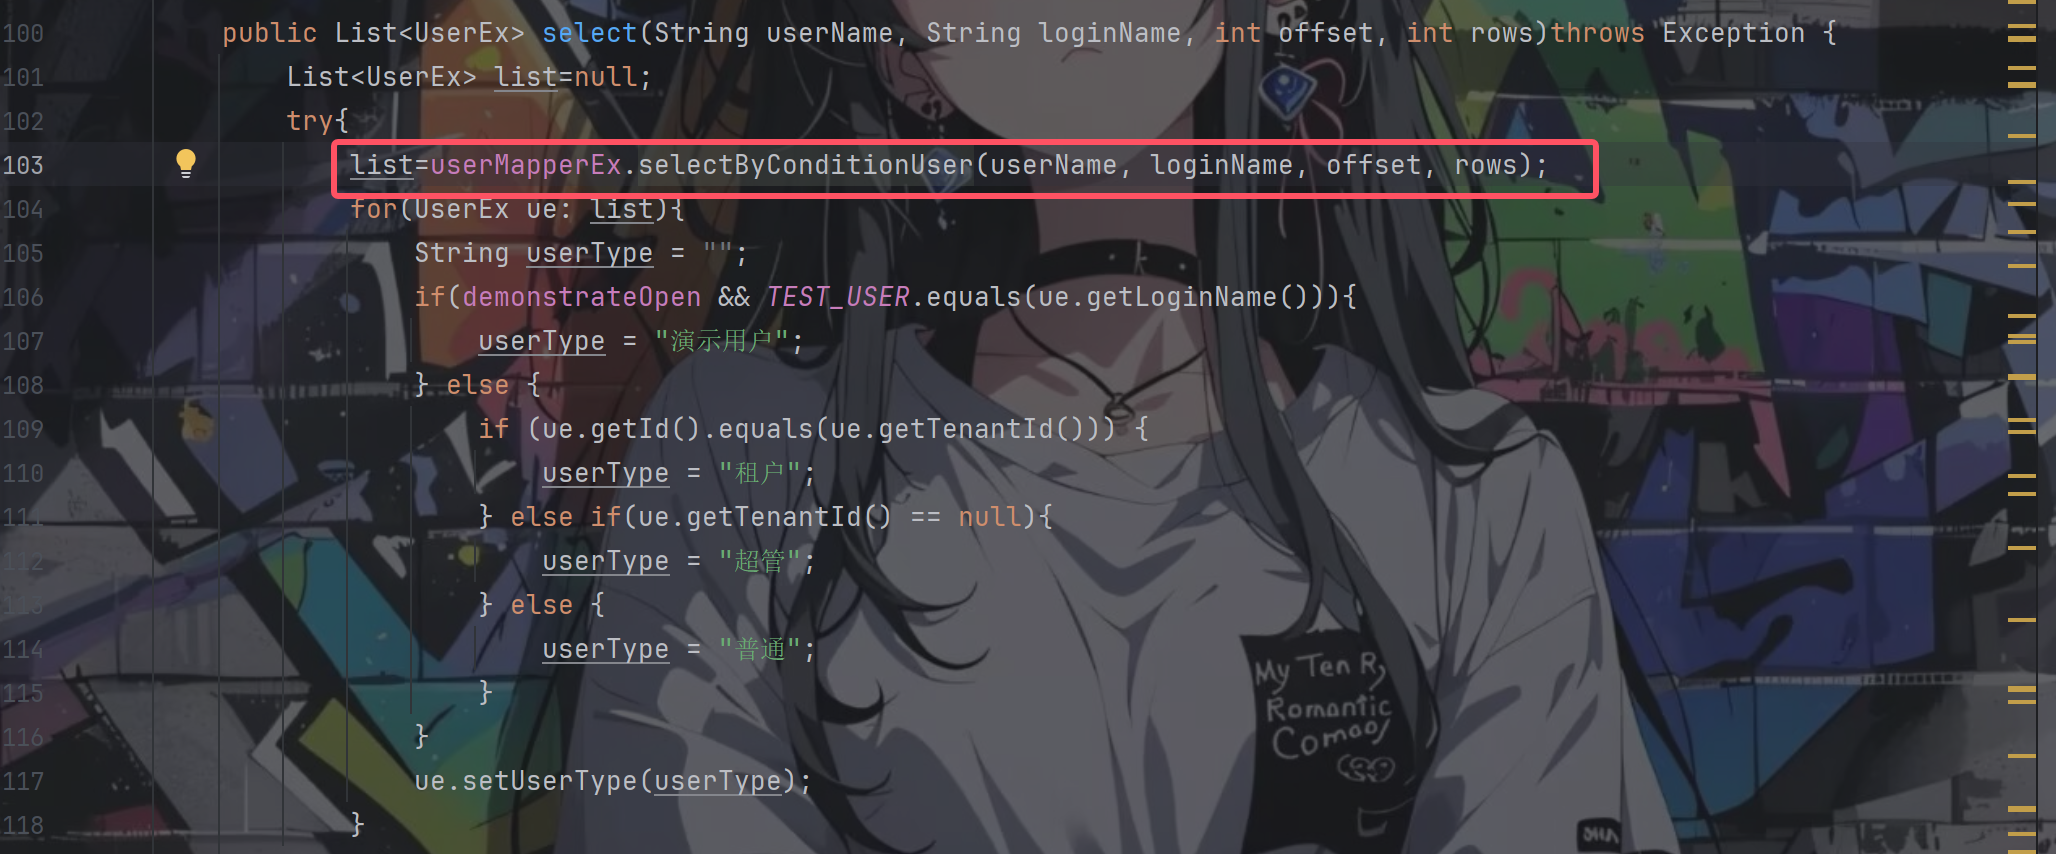 100 public List<UserEx> select(String userName, String loginName, int offset, int rows)throws Exception {
101 List<UserEx> list=null;
102 try{
103 list=userMapperEx.selectByConditionUser(userName, loginName, offset, rows);
104 for(UserEx ue: list){
105 String userType = "";
106 if(demonstrateOpen && TEST_USER.equals(ue.getLoginName())){
107 userType = "演示用户";
108 } else {
109 if (ue.getId().equals(ue.getTenantId())) {
110 userType = "租户";
111 } else if(ue.getTenantId() == null){
112 userType = "超管";
113 } else {
114 userType = "普通";
115 }
116 }
117 ue.setUserType(userType);
118 }
My Ten R
Romantic